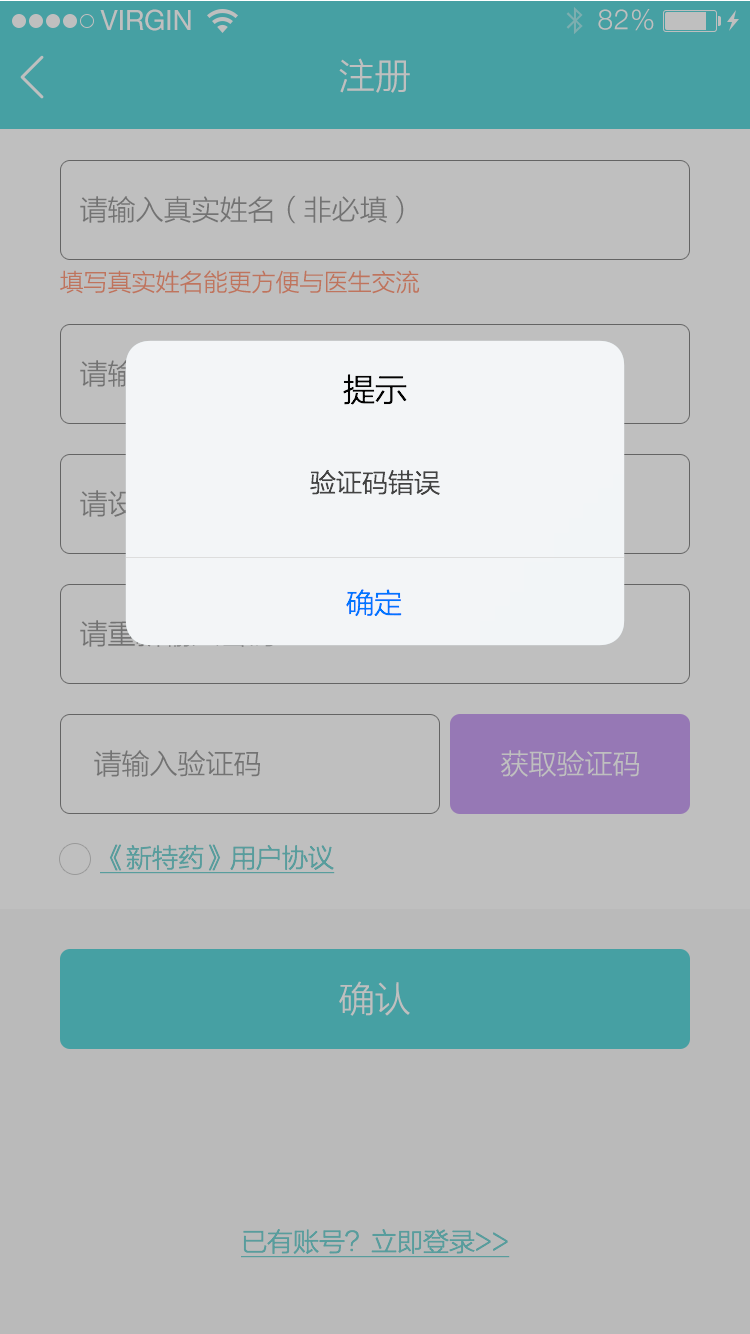 VIRGIN 82%
注册
请输入真实姓名（非必填）
填写真实姓名能更方便与医生交流
请输
提示
请设
验证码错误
确定
请重
请输入验证码 获取验证码
《新特药》用户协议
确认
已有账号？立即登录>>